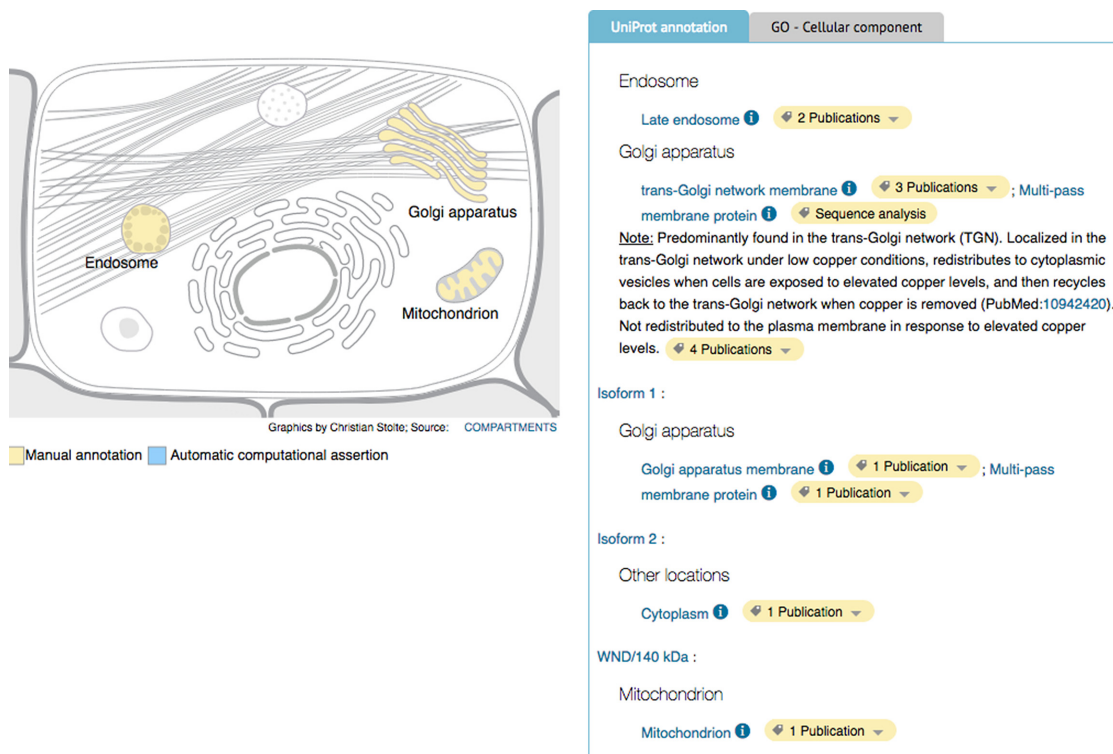 Golgi apparatus
Endosome
Mitochondrion
Graphics by Christian Stolte; Source: COMPARTMENTS
Manual annotation Automatic computational assertion
UniProt annotation GO - Cellular component
Endosome
Late endosome i 2 Publications
Golgi apparatus
trans-Golgi network membrane i 3 Publications ; Multi-pass
membrane protein i Sequence analysis
Note: Predominantly found in the trans-Golgi network (TGN). Localized in the
trans-Golgi network under low copper conditions, redistributes to cytoplasmic
vesicles when cells are exposed to elevated copper levels, and then recycles
back to the trans-Golgi network when copper is removed (PubMed:10942420).
Not redistributed to the plasma membrane in response to elevated copper
levels. 4 Publications
Isoform 1 :
Golgi apparatus
Golgi apparatus membrane i 1 Publication ; Multi-pass
membrane protein i 1 Publication
Isoform 2 :
Other locations
Cytoplasm i 1 Publication
WND/140 kDa :
Mitochondrion
Mitochondrion i 1 Publication